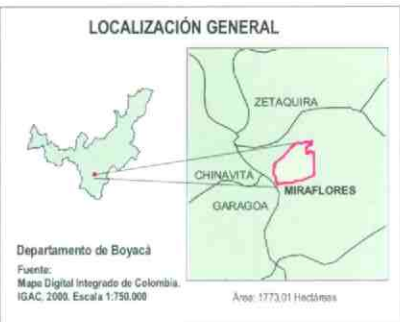 LOCALIZACIÓN GENERAL
ZETAQUIRA
CHINAVITA
MIRAFLORES
GARAGOA
Departamento de Boyacá
Fuente:
Mapa Digital Integrado de Colombia.
IGAC, 2000. Escala 1:750.000
Área: 1773,01 Hectáreas